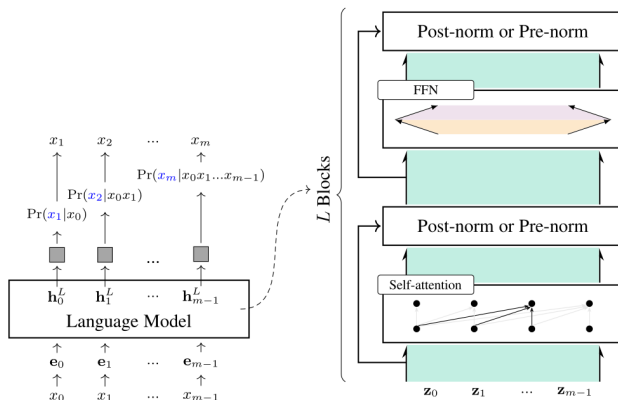 x₁ x₂ ... xₘ
Pr(xₘ|x₀x₁...xₘ₋₁)
Pr(x₂|x₀x₁)
Pr(x₁|x₀)
...
h₀ᴸ h₁ᴸ ... hₘ₋₁ᴸ
Language Model
e₀ e₁ ... eₘ₋₁
x₀ x₁ ... xₘ₋₁
L Blocks
Post-norm or Pre-norm
FFN
Post-norm or Pre-norm
Self-attention
z₀ z₁ ... zₘ₋₁